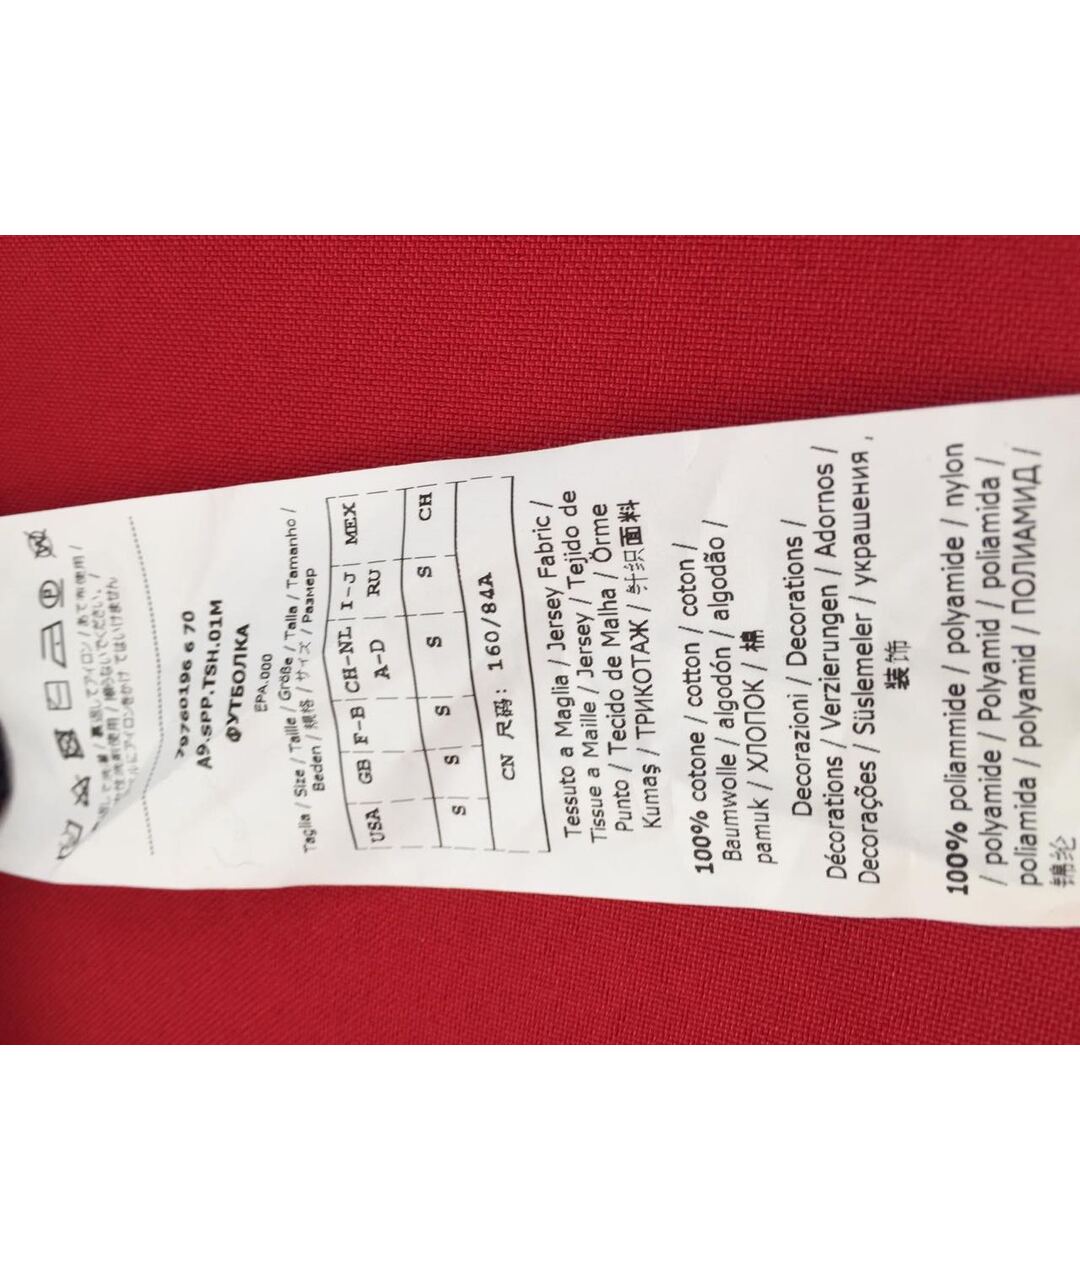 A9.SPP.TSH.01M
ФУТБОЛКА
EPA.000
Taglia / Size / Taille / Größe / Talla / Tamanho /
Beden / 規格 / サイズ / Размер
USA GB F-B CH-NL I-J MEX
A-D RU
S S S S S CH
CN 尺码: 160/84A
Tessuto a Maglia / Jersey Fabric /
Tissue a Maille / Jersey / Tejido de
Punto / Tecido de Malha / Örme
Kumaş / ТРИКОТАЖ / 针织面料
100% cotone / cotton / coton /
Baumwolle / algodón / algodão /
pamuk / ХЛОПОК / 棉
Decorazioni / Decorations /
Décorations / Verzierungen / Adornos /
Decorações / Süslemeler / украшения ,
装饰
100% poliammide / polyamide / nylon
/ polyamide / Polyamid / poliamida /
poliamida / polyamid / ПОЛИАМИД /
锦纶